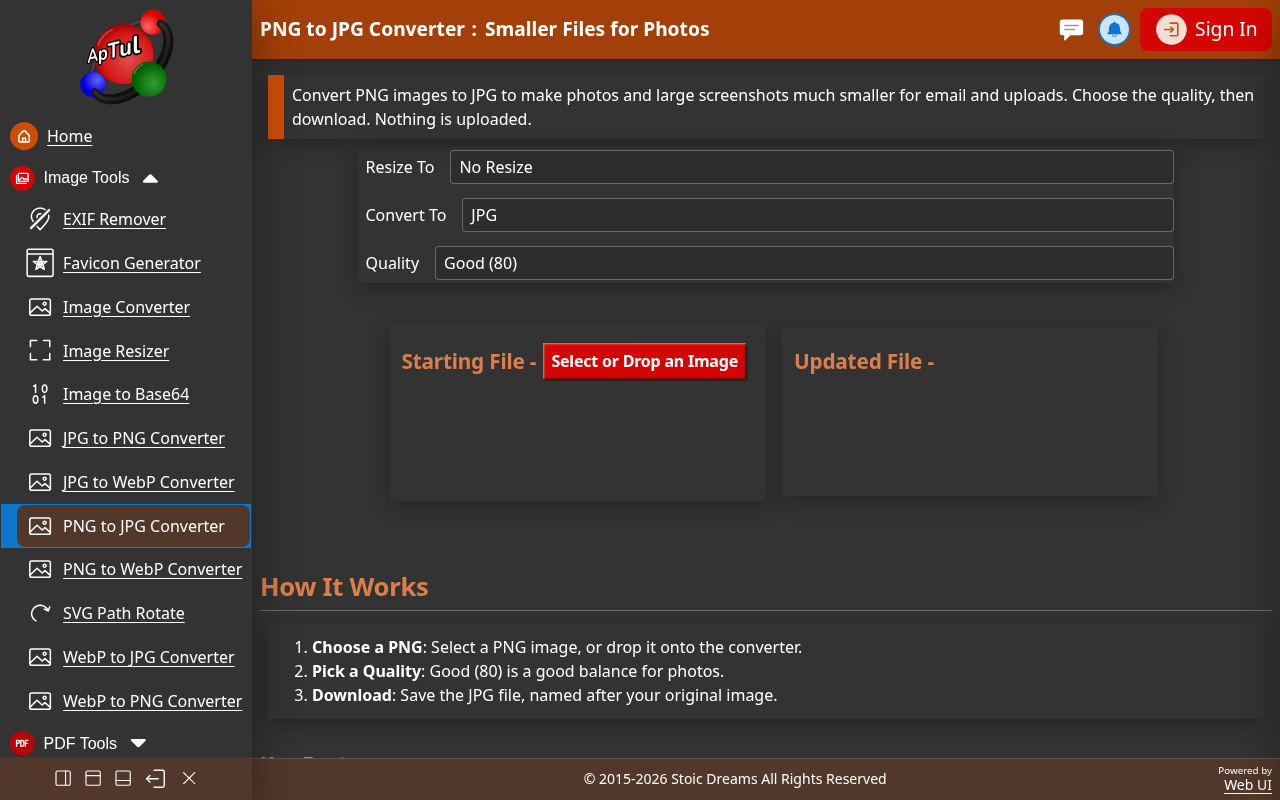 ApTul
PNG to JPG Converter : Smaller Files for Photos
Sign In
Home
Image Tools
EXIF Remover
Favicon Generator
Image Converter
Image Resizer
Image to Base64
JPG to PNG Converter
JPG to WebP Converter
PNG to JPG Converter
PNG to WebP Converter
SVG Path Rotate
WebP to JPG Converter
WebP to PNG Converter
PDF
PDF Tools
Convert PNG images to JPG to make photos and large screenshots much smaller for email and uploads. Choose the quality, then
download. Nothing is uploaded.
Resize To
No Resize
Convert To
JPG
Quality
Good (80)
Starting File -
Select or Drop an Image
Updated File -
How It Works
1. Choose a PNG: Select a PNG image, or drop it onto the converter.
2. Pick a Quality: Good (80) is a good balance for photos.
3. Download: Save the JPG file, named after your original image.
© 2015-2026 Stoic Dreams All Rights Reserved
Powered by
Web UI